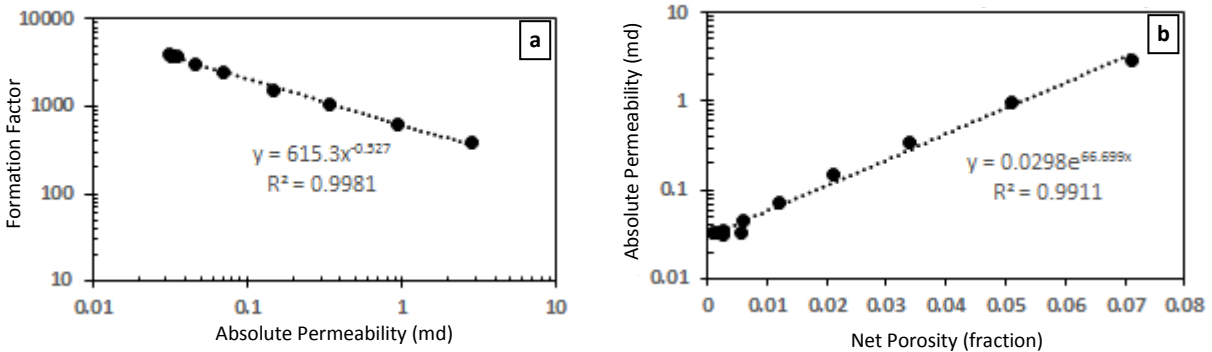 10000
1000
100
10
0.01
0.1
1
10
Formation Factor
Absolute Permeability (md)
a
y = 615.3x^-0.527
R² = 0.9981
10
1
0.1
0.01
0
0.01
0.02
0.03
0.04
0.05
0.06
0.07
0.08
Absolute Permeability (md)
Net Porosity (fraction)
b
y = 0.0298e^66.699x
R² = 0.9911